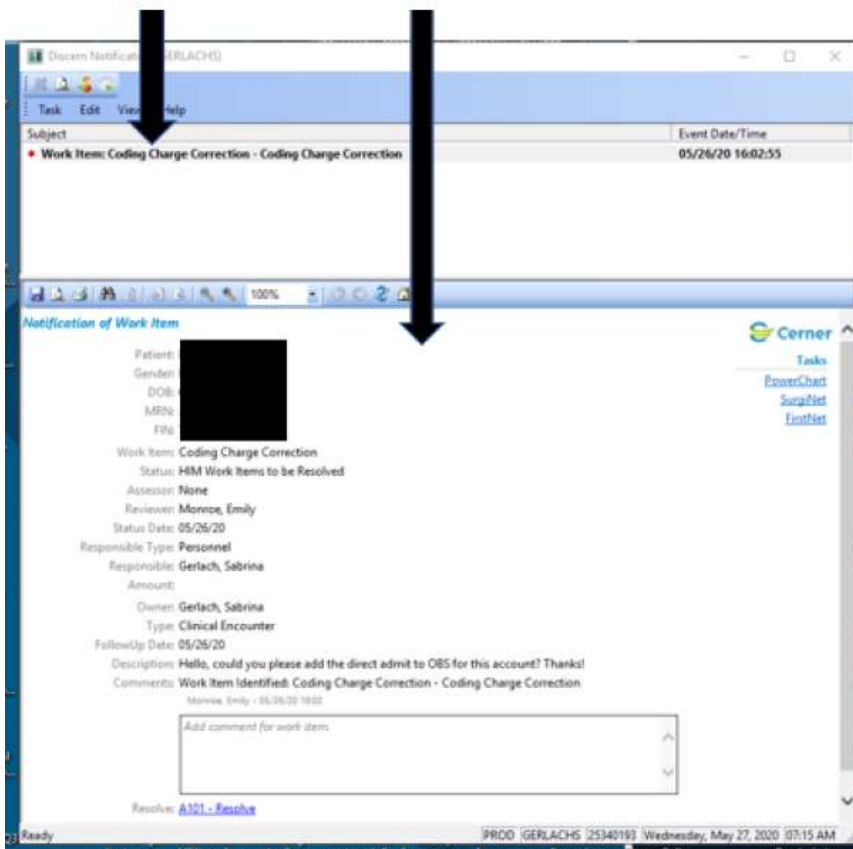 Discern Notificat ERLACHS)
Task Edit View Help
Subject Event Date/Time
Work Item: Coding Charge Correction - Coding Charge Correction 05/26/20 16:02:55
100%
Notification of Work Item
Cerner
Patient:
Tasks
Gender:
PowerChart
DOB:
SurgiNet
MRN:
FirstNet
FIN:
Work Item: Coding Charge Correction
Status: HIM Work Items to be Resolved
Assessor: None
Reviewer: Monroe, Emily
Status Date: 05/26/20
Responsible Type: Personnel
Responsible: Gerlach, Sabrina
Amount:
Owner: Gerlach, Sabrina
Type: Clinical Encounter
FollowUp Date: 05/26/20
Description: Hello, could you please add the direct admit to OBS for this account? Thanks!
Comments: Work Item Identified: Coding Charge Correction - Coding Charge Correction
Monroe, Emily - 05/26/20 1602
Add comment for work item.
Resolve: A101 - Resolve
Ready PROD GERLACHS 25340193 Wednesday, May 27, 2020 07:15 AM